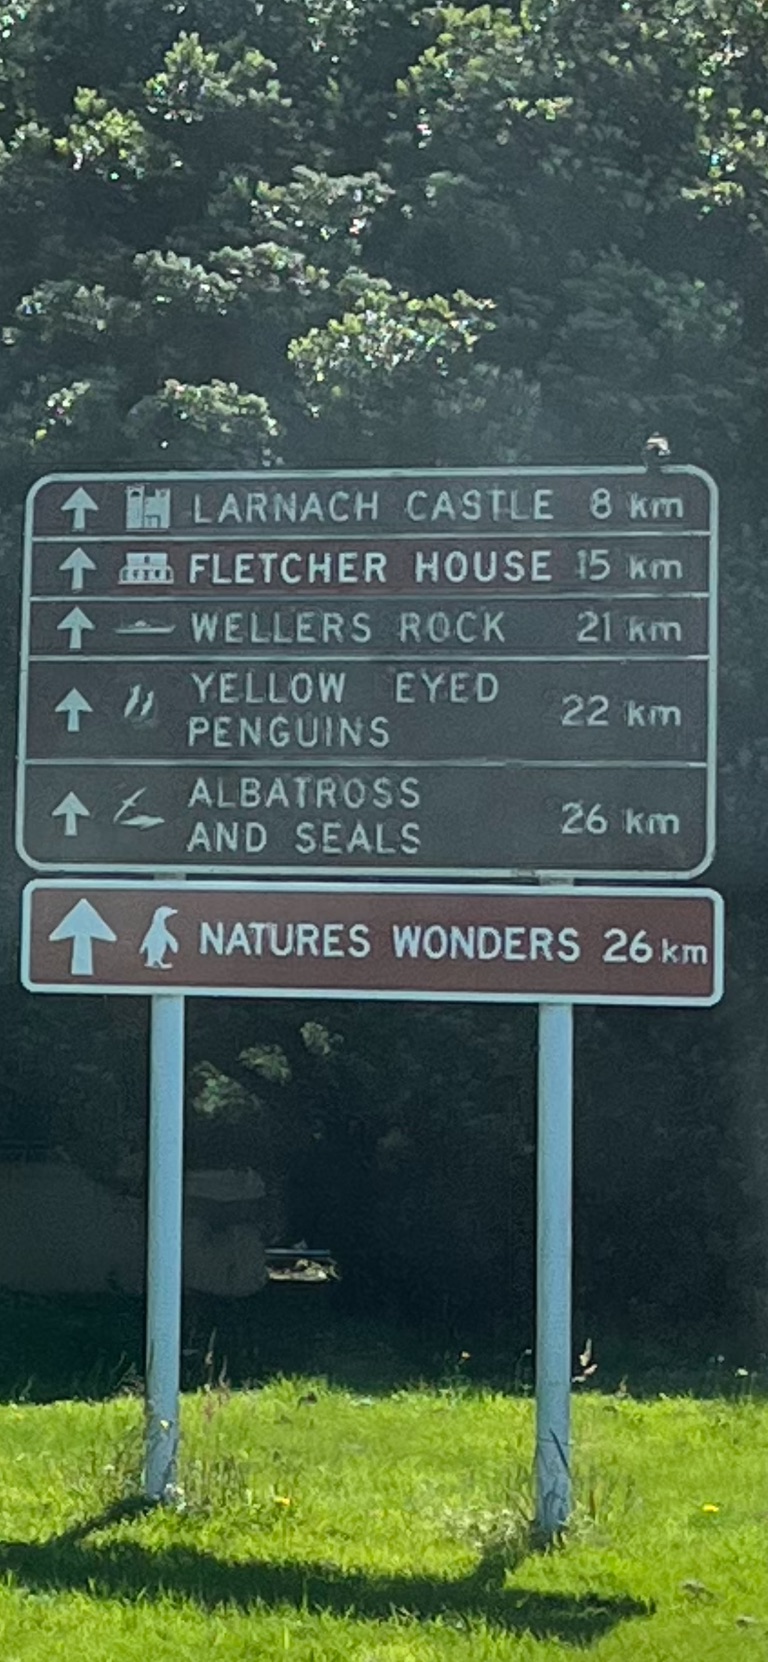 LARNACH CASTLE 8 km
FLETCHER HOUSE 15 km
WELLERS ROCK 21 km
YELLOW EYED
PENGUINS 22 km
ALBATROSS
AND SEALS 26 km
NATURES WONDERS 26 km